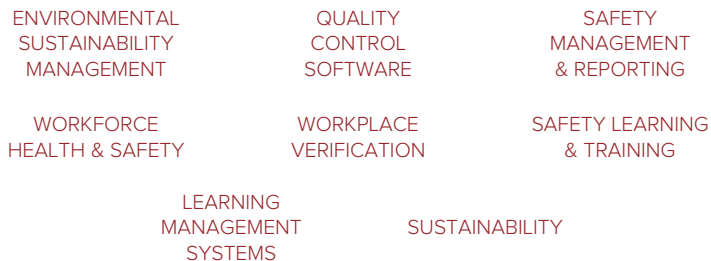 ENVIRONMENTAL
SUSTAINABILITY
MANAGEMENT
QUALITY
CONTROL
SOFTWARE
SAFETY
MANAGEMENT
& REPORTING
WORKFORCE
HEALTH & SAFETY
WORKPLACE
VERIFICATION
SAFETY LEARNING
& TRAINING
LEARNING
MANAGEMENT
SYSTEMS
SUSTAINABILITY